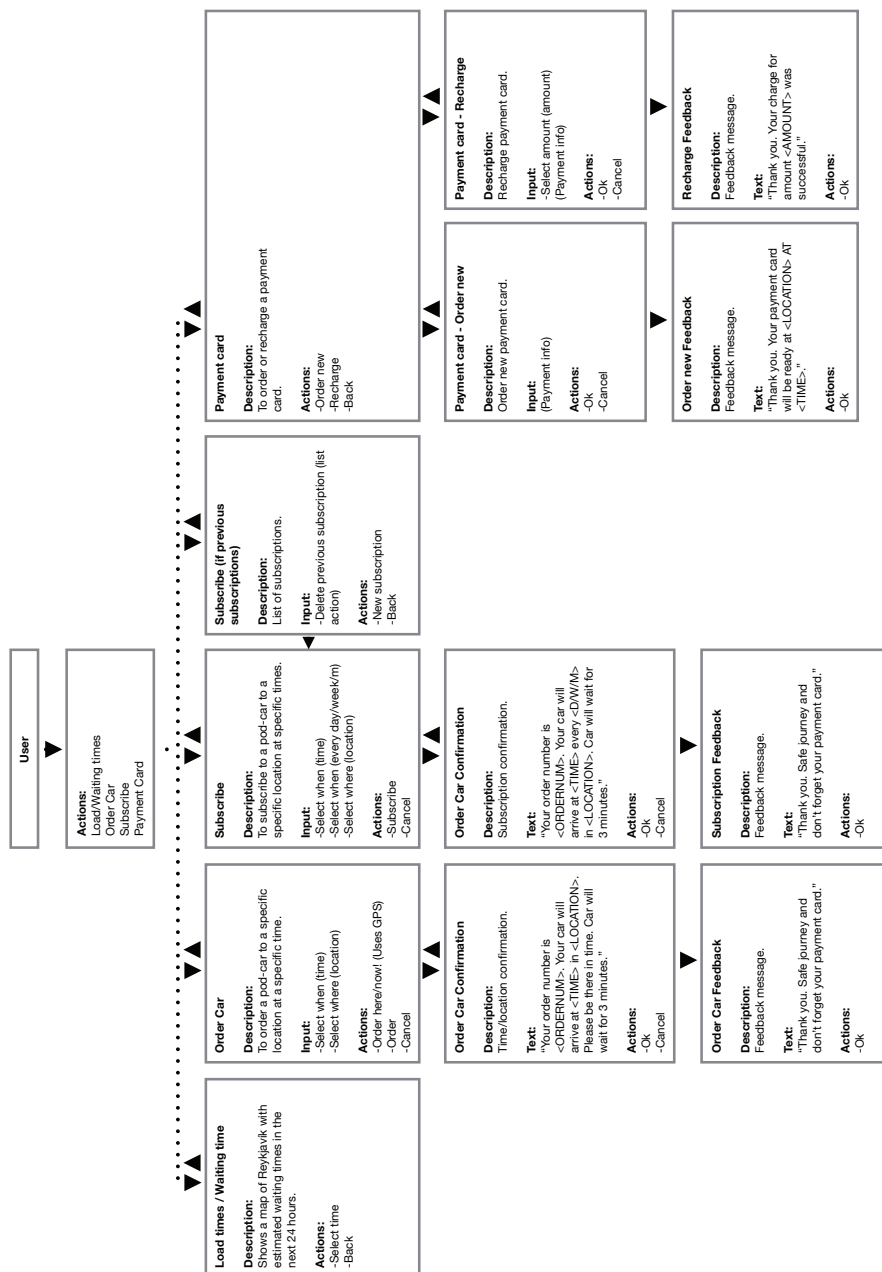 User
Actions:
Load/Waiting times
Order Car
Subscribe
Payment Card
Load times / Waiting time
Description:
Shows a map of Reykjavik with
estimated waiting times in the
next 24 hours.
Actions:
-Select time
-Back
Order Car
Description:
To order a pod-car to a specific
location at a specific time.
Input:
-Select when (time)
-Select where (location)
Actions:
-Order here/now! (Uses GPS)
-Order
-Cancel
Subscribe
Description:
To subscribe to a pod-car to a
specific location at specific times.
Input:
-Select when (time)
-Select when (every day/week/m)
-Select where (location)
Actions:
-Subscribe
-Cancel
Subscribe (if previous
subscriptions)
Description:
List of subscriptions.
Input:
-Delete previous subscription (list
action)
Actions:
-New subscription
-Back
Payment card
Description:
To order or recharge a payment
card.
Actions:
-Order new
-Recharge
-Back
Order Car Confirmation
Description:
Time/location confirmation.
Text:
"Your order number is
<ORDERNUM>. Your car will
arrive at <TIME> in <LOCATION>.
Please be there in time. Car will
wait for 3 minutes."
Actions:
-Ok
-Cancel
Order Car Confirmation
Description:
Subscription confirmation.
Text:
"Your order number is
<ORDERNUM>. Your car will
arrive at <TIME> every <D/W/M>
in <LOCATION>. Car will wait for
3 minutes."
Actions:
-Ok
-Cancel
Payment card - Order new
Description:
Order new payment card.
Input:
(Payment info)
Actions:
-Ok
-Cancel
Payment card - Recharge
Description:
Recharge payment card.
Input:
-Select amount (amount)
(Payment info)
Actions:
-Ok
-Cancel
Order Car Feedback
Description:
Feedback message.
Text:
"Thank you. Safe journey and
don't forget your payment card."
Actions:
-Ok
Subscription Feedback
Description:
Feedback message.
Text:
"Thank you. Safe journey and
don't forget your payment card."
Actions:
-Ok
Order new Feedback
Description:
Feedback message.
Text:
"Thank you. Your payment card
will be ready at <LOCATION> AT
<TIME>."
Actions:
-Ok
Recharge Feedback
Description:
Feedback message.
Text:
"Thank you. Your charge for
amount <AMOUNT> was
successful."
Actions:
-Ok